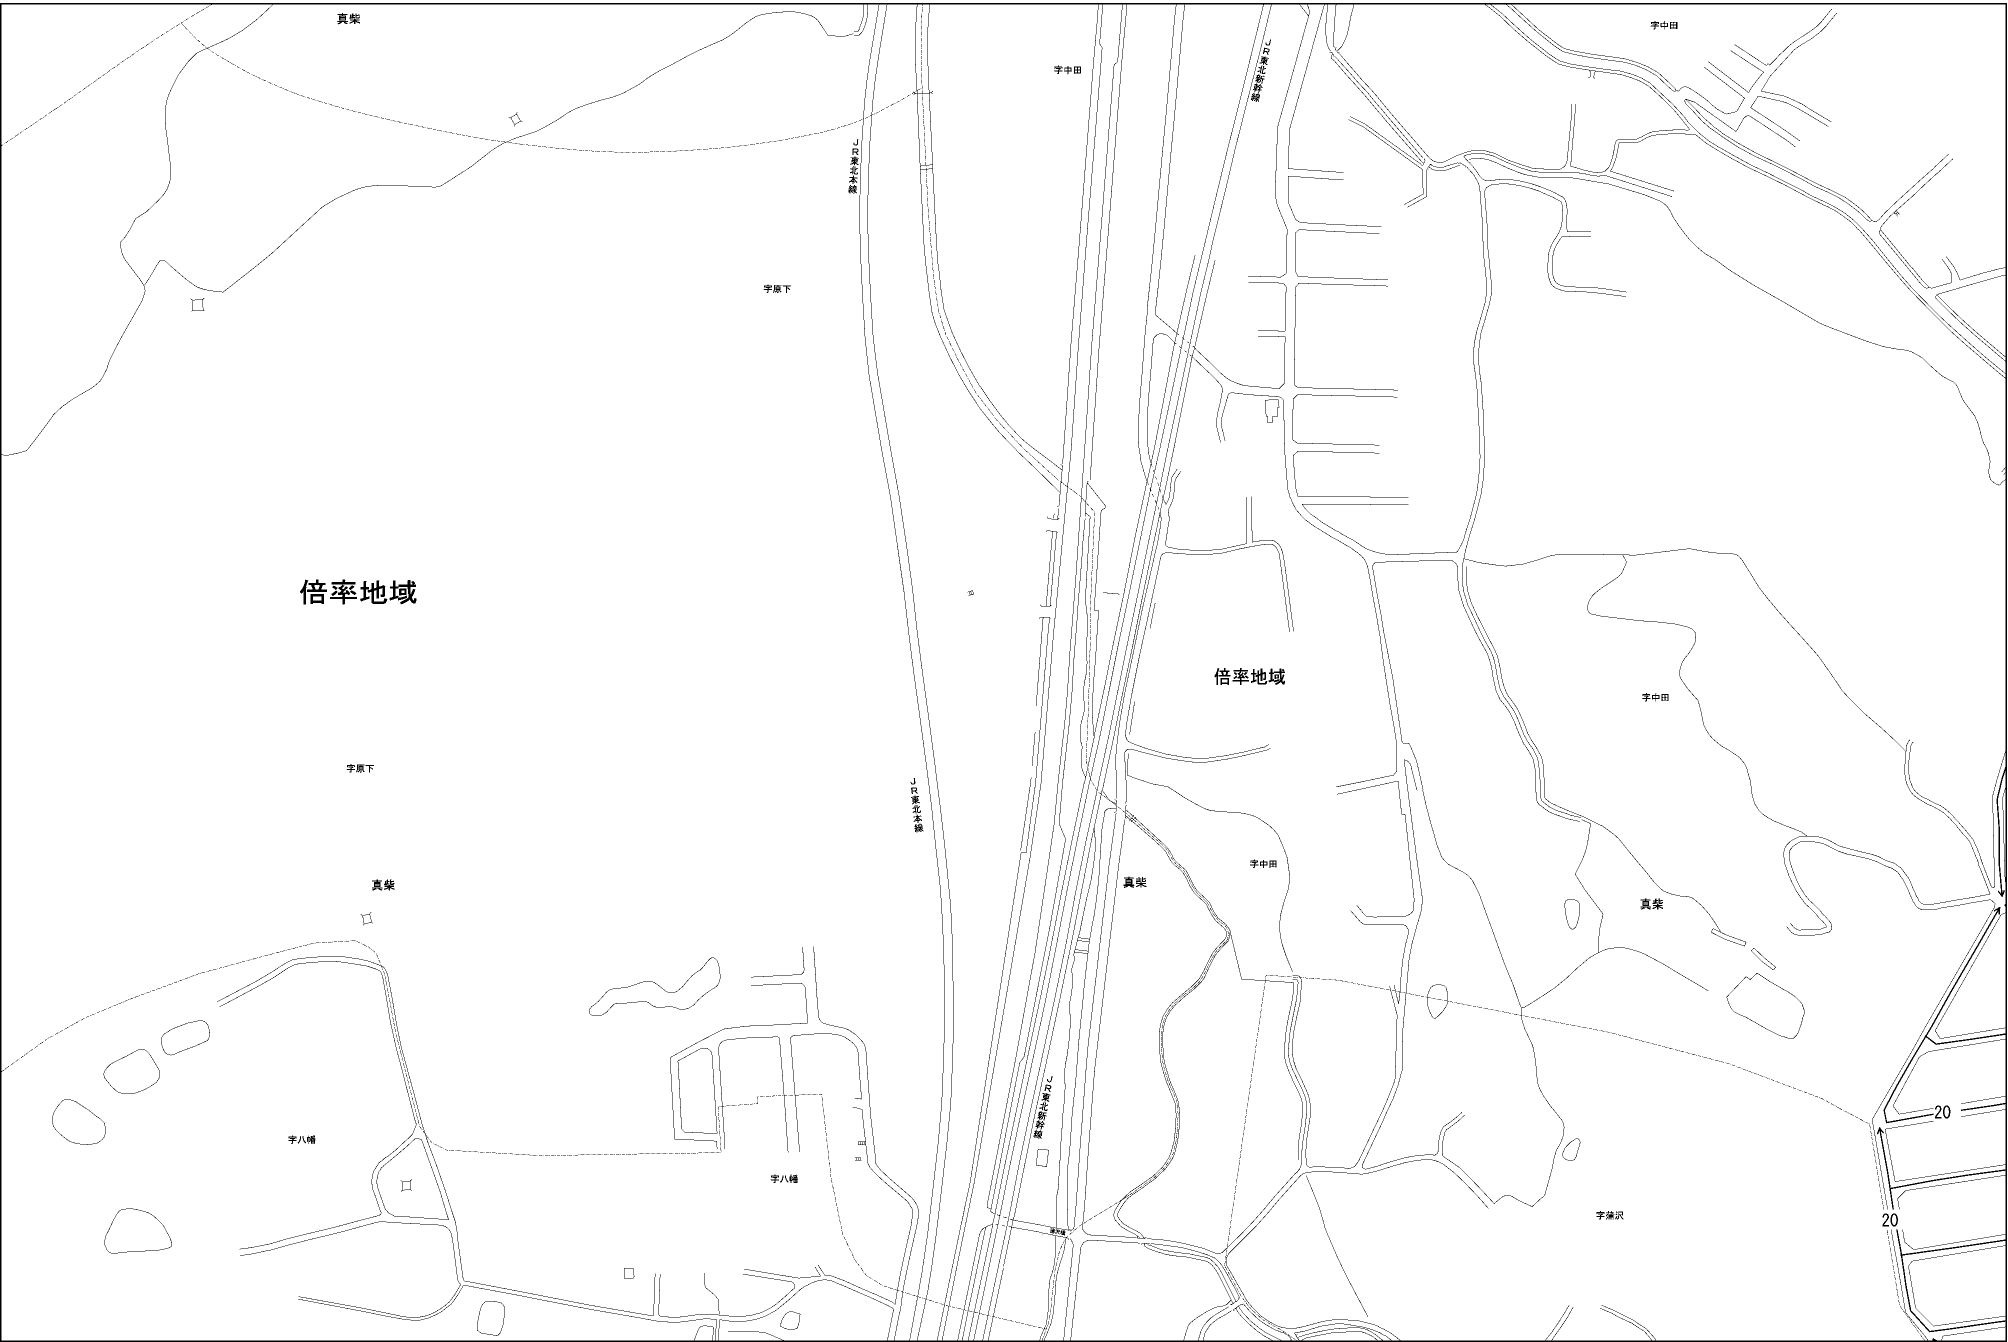 真柴
字中田
字中田
JR東北新幹線
JR東北本線
字原下
倍率地域
倍率地域
字中田
字原下
JR東北本線
字中田
真柴
真柴
真柴
JR東北新幹線
20
字八幡
字八幡
字蒲沢
20